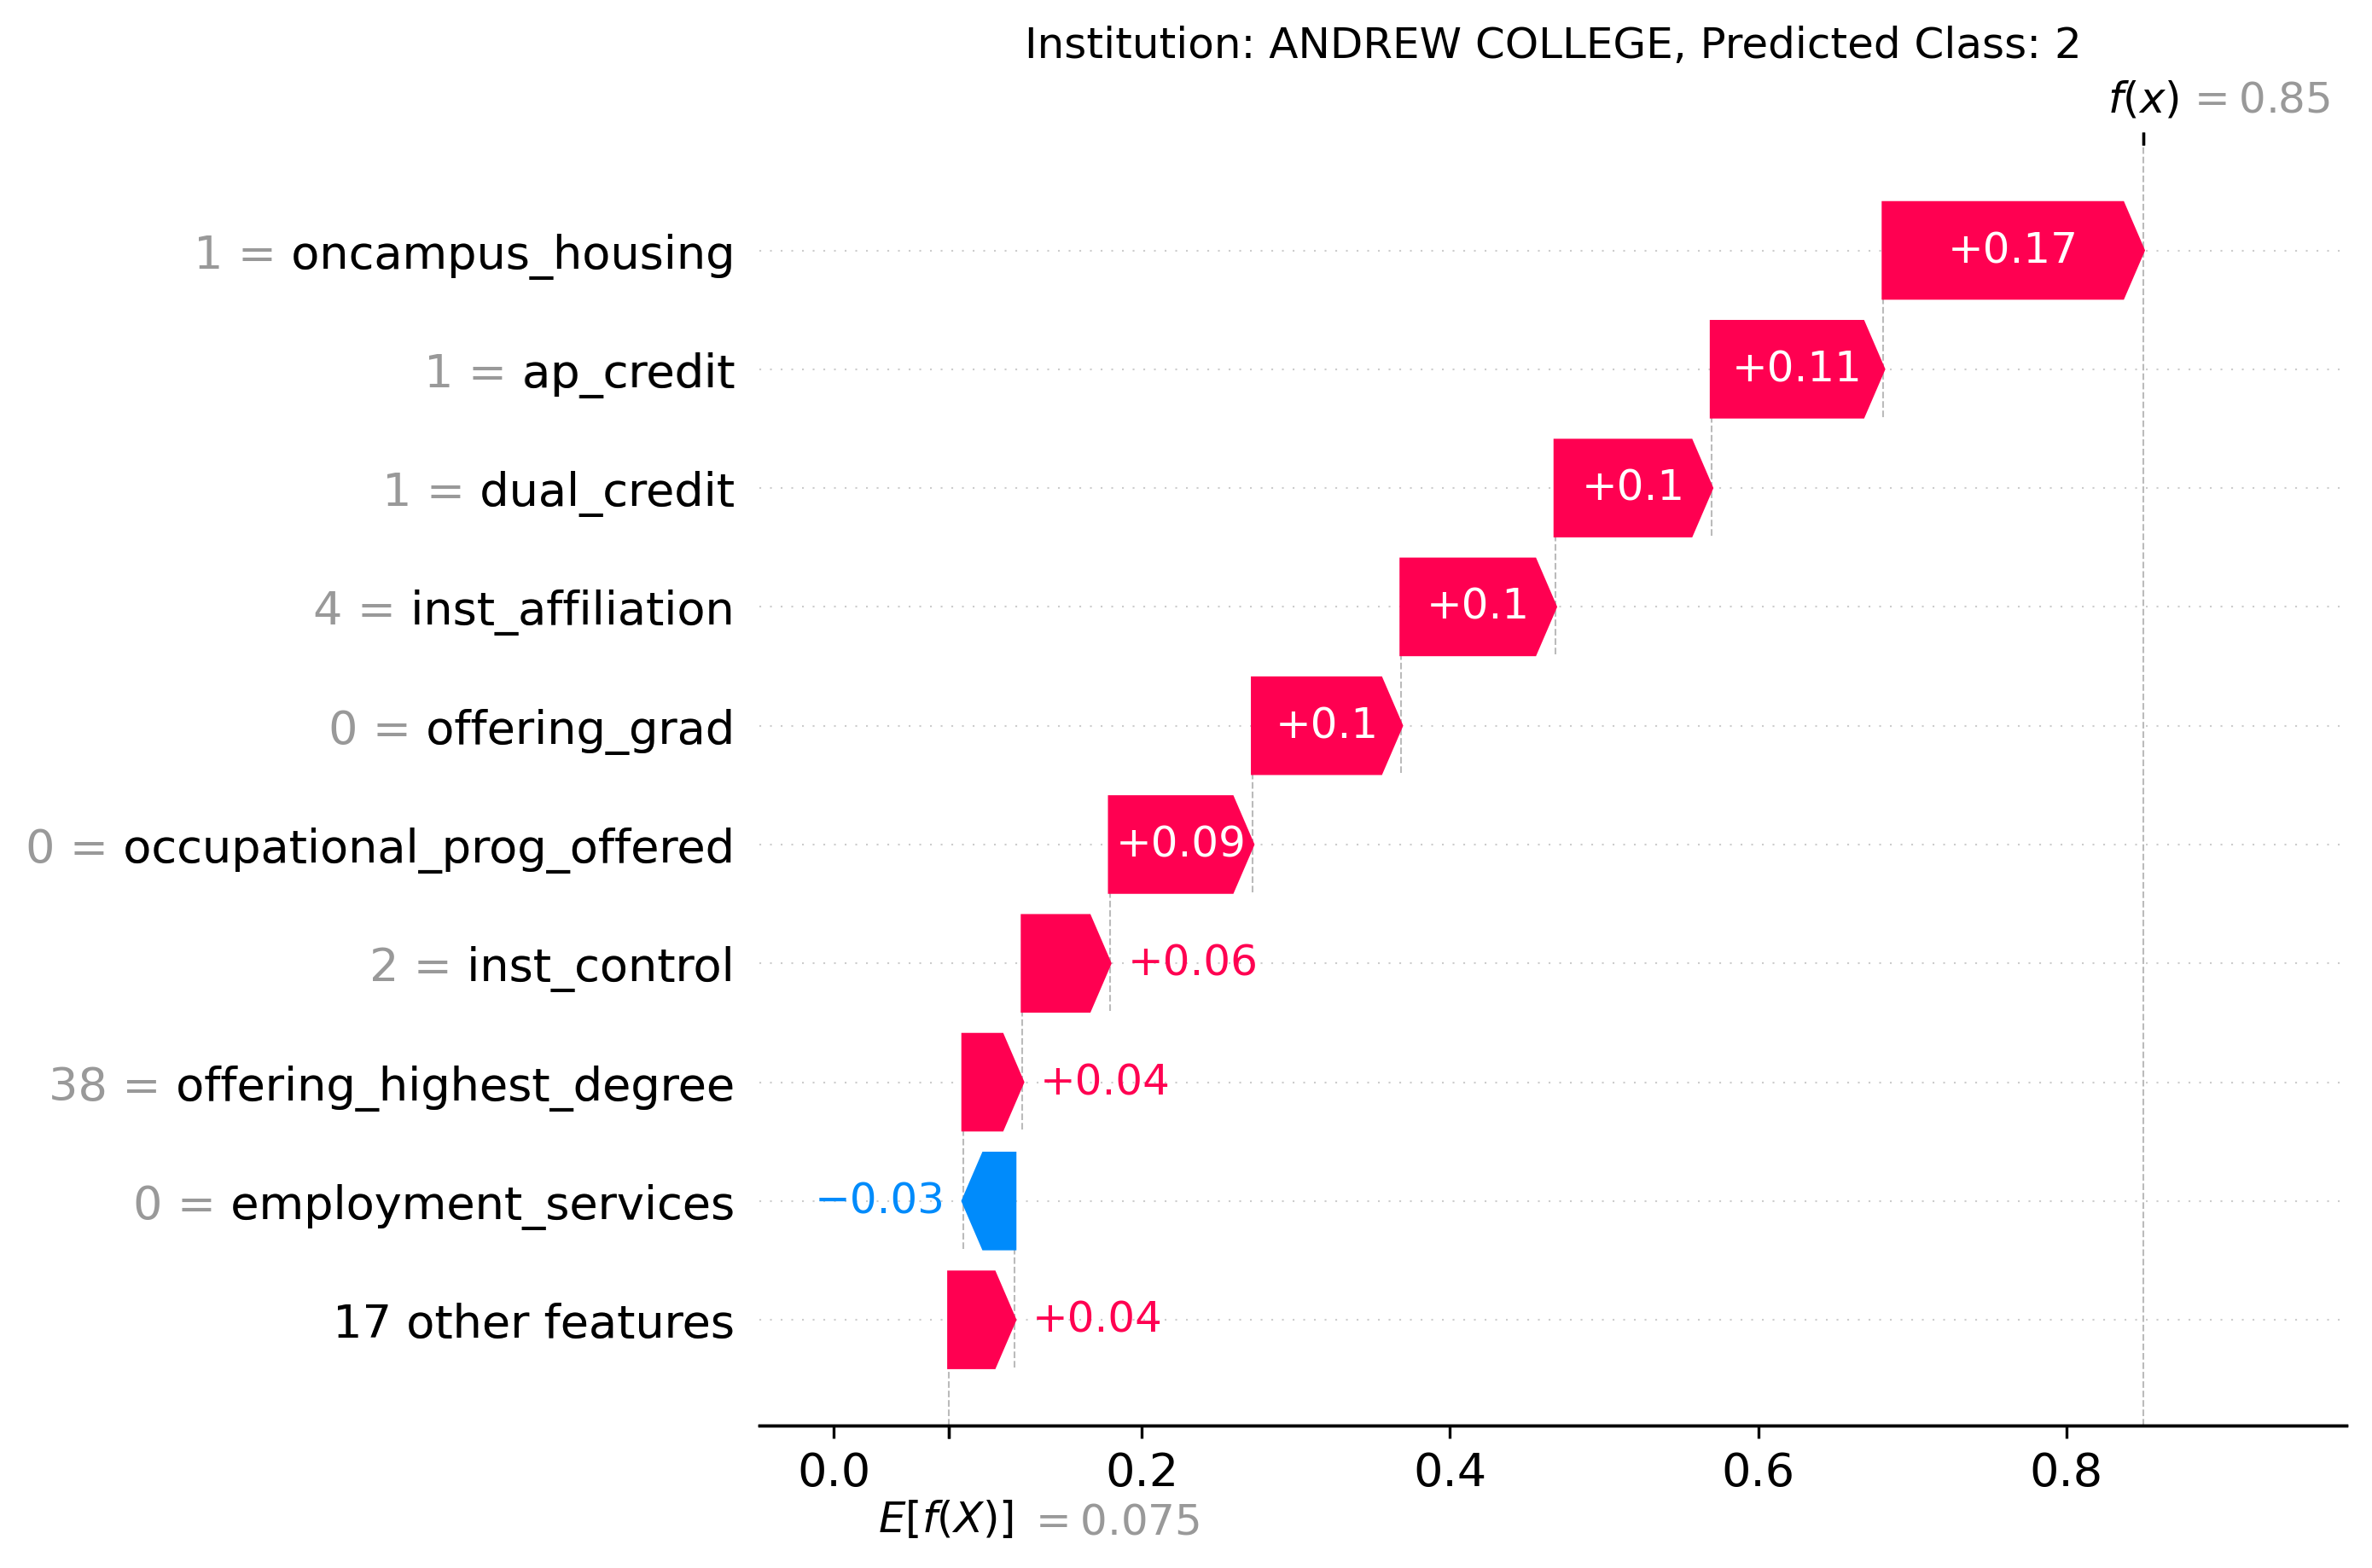 Institution: ANDREW COLLEGE, Predicted Class: 2
f(x) = 0.85
1 = oncampus_housing +0.17
1 = ap_credit +0.11
1 = dual_credit +0.1
4 = inst_affiliation +0.1
0 = offering_grad +0.1
0 = occupational_prog_offered +0.09
2 = inst_control +0.06
38 = offering_highest_degree +0.04
0 = employment_services −0.03
17 other features +0.04
0.0 0.2 0.4 0.6 0.8
E[f(X)] = 0.075